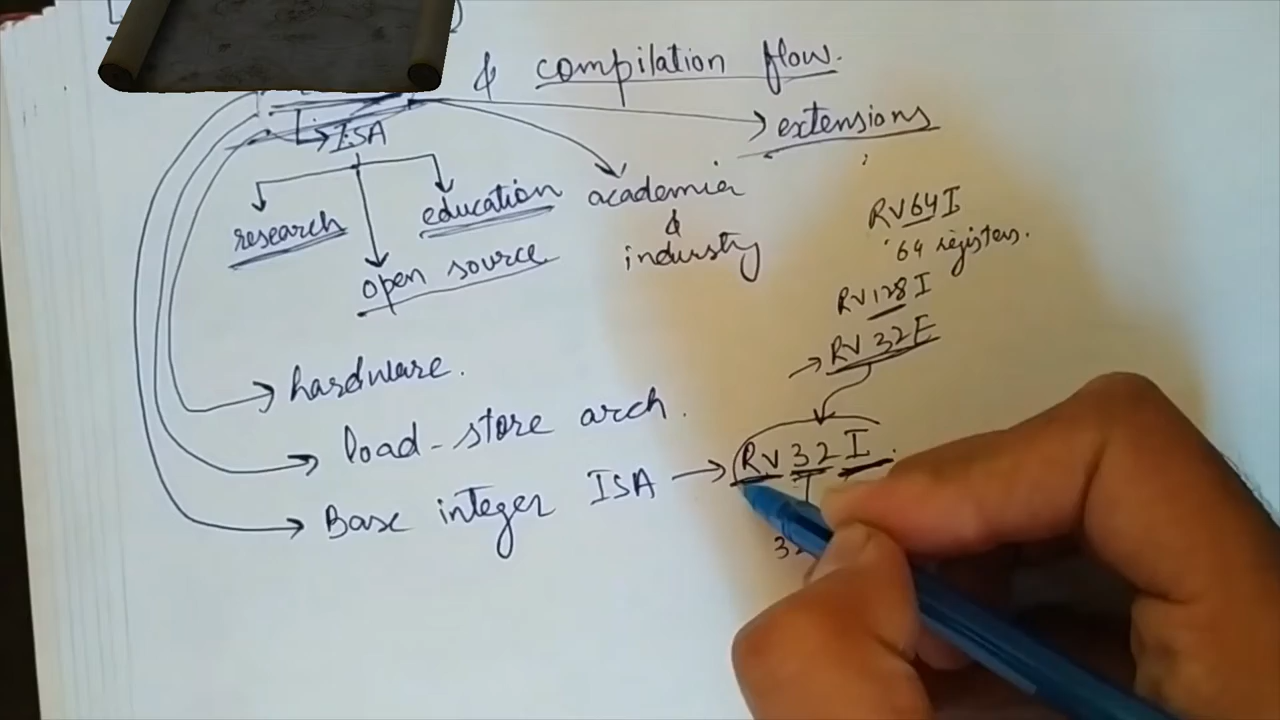 & compilation flow.
extensions
ISA
research
education
open source
academia
&
industry
RV64I
64 registers.
RV128I
RV32E
hardware.
load-store arch.
Base integer ISA → RV32I.